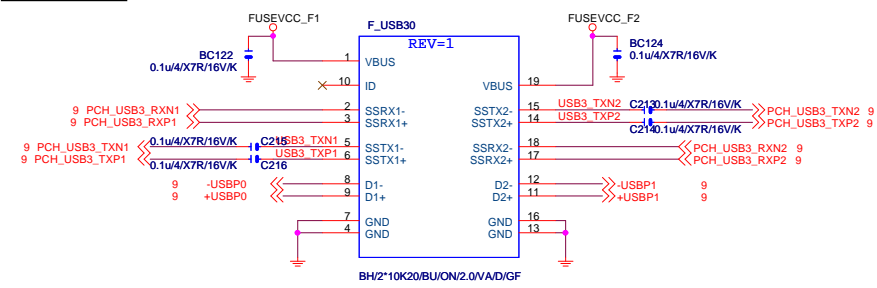 FUSEVCC_F1
FUSEVCC_F2
F_USB30
REV=1
BC122
0.1u/4/X7R/16V/K
BC124
0.1u/4/X7R/16V/K
1 VBUS
10 ID
VBUS 19
9 PCH_USB3_RXN1 2 SSRX1-
9 PCH_USB3_RXP1 3 SSRX1+
SSTX2- 15 USB3_TXN2 C213 0.1u/4/X7R/16V/K PCH_USB3_TXN2 9
SSTX2+ 14 USB3_TXP2 C214 0.1u/4/X7R/16V/K PCH_USB3_TXP2 9
9 PCH_USB3_TXN1 0.1u/4/X7R/16V/K C215 USB3_TXN1 5 SSTX1-
9 PCH_USB3_TXP1 0.1u/4/X7R/16V/K C216 USB3_TXP1 6 SSTX1+
SSRX2- 18 PCH_USB3_RXN2 9
SSRX2+ 17 PCH_USB3_RXP2 9
9 -USBP0 8 D1-
9 +USBP0 9 D1+
D2- 12 -USBP1 9
D2+ 11 +USBP1 9
7 GND
4 GND
GND 16
GND 13
BH/2*10K20/BU/ON/2.0/VA/D/GF